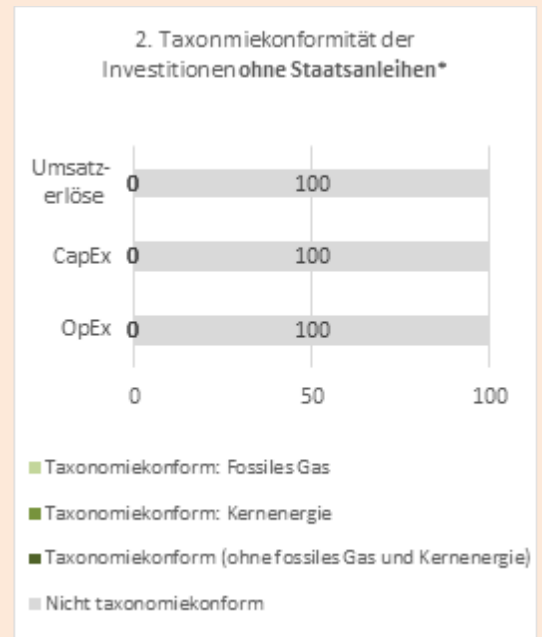 2. Taxonmiekonformität der
Investitionen ohne Staatsanleihen*
Umsatz-
erlöse
0 100
CapEx 0 100
OpEx 0 100
0 50 100
Taxonomiekonform: Fossiles Gas
Taxonomiekonform: Kernenergie
Taxonomiekonform (ohne fossiles Gas und Kernenergie)
Nicht taxonomiekonform